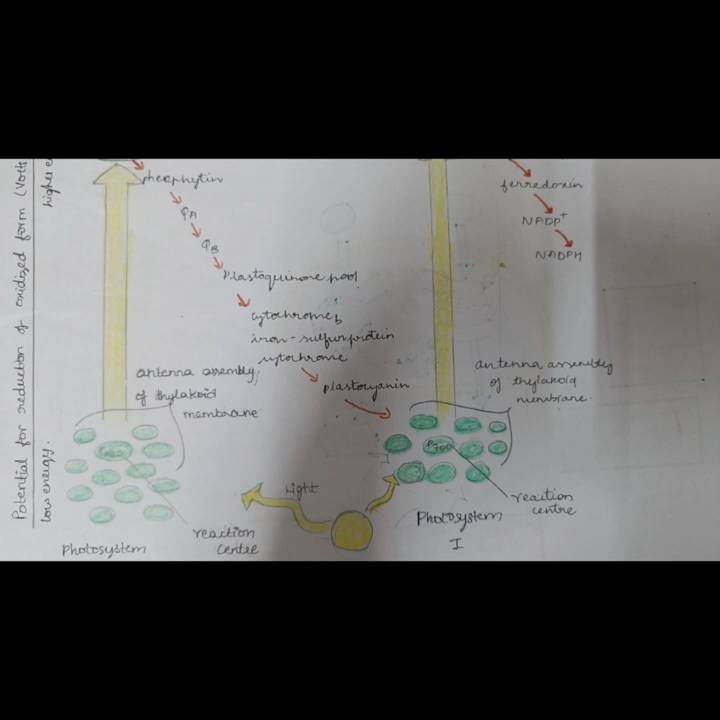 Potential for reduction of oxidized form (Volts
low energy.
higher e
pheophytin
QA
QB
Plastoquinone pool
cytochrome b
iron-sulfur protein
cytochrome
Plastocyanin
antenna assembly
of thylakoid
membrane
reaction
centre
Photosystem
Light
ferredoxin
NADP+
NADPH
antenna assembly
of thylakoid
membrane.
P700
reaction
centre
Photosystem
I